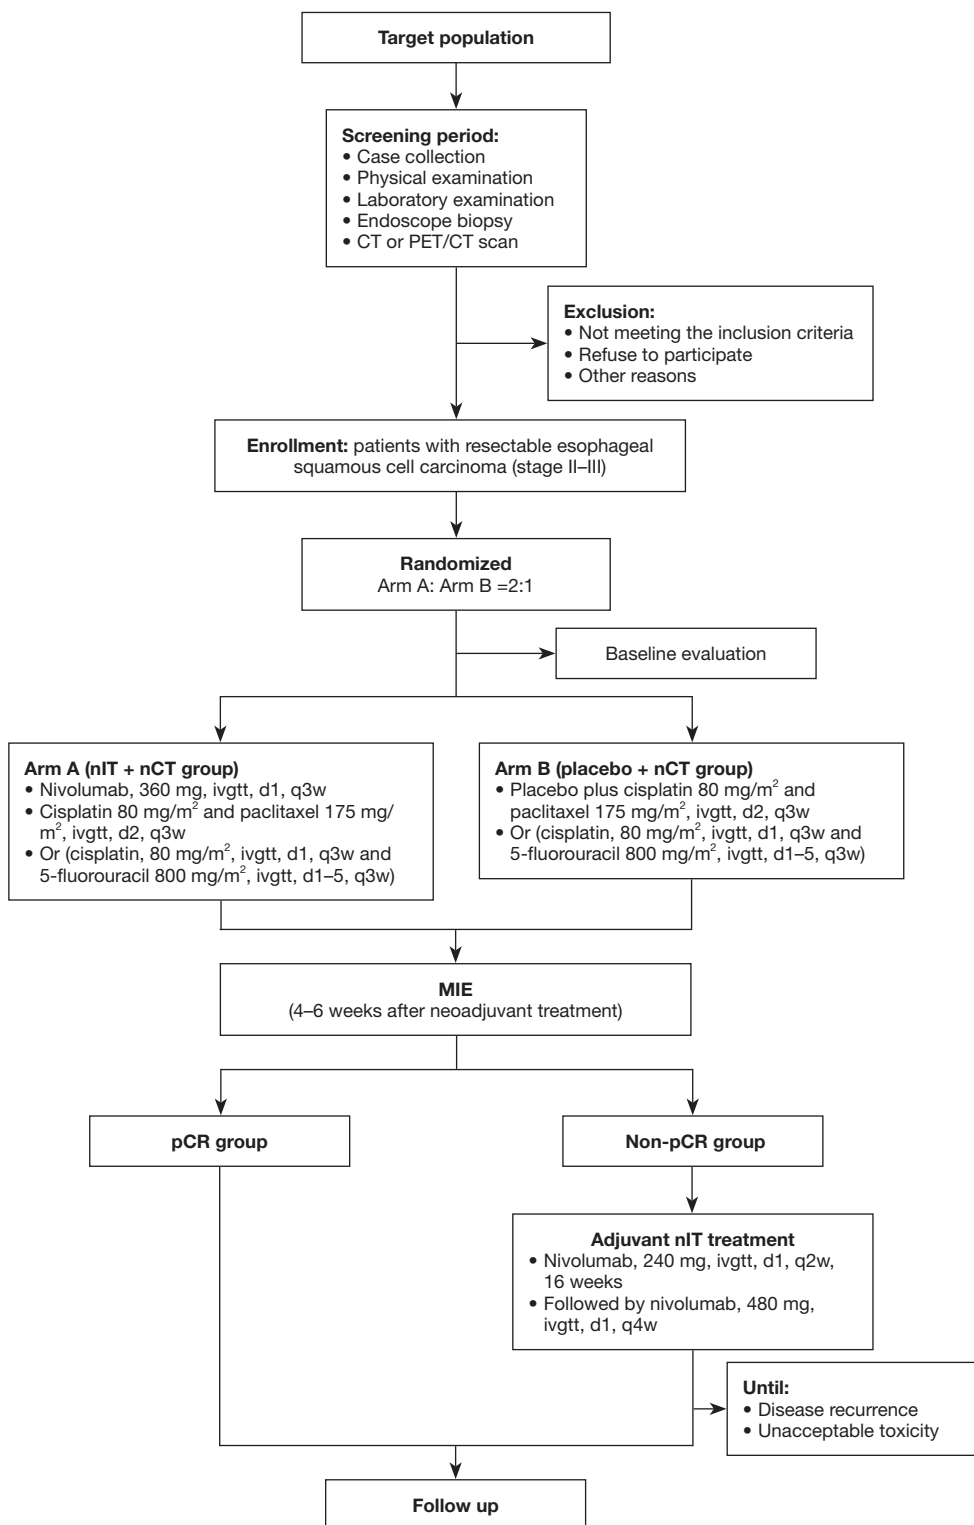 Target population
Screening period:
• Case collection
• Physical examination
• Laboratory examination
• Endoscope biopsy
• CT or PET/CT scan
Exclusion:
• Not meeting the inclusion criteria
• Refuse to participate
• Other reasons
Enrollment: patients with resectable esophageal
squamous cell carcinoma (stage II–III)
Randomized
Arm A: Arm B =2:1
Baseline evaluation
Arm A (nIT + nCT group)
• Nivolumab, 360 mg, ivgtt, d1, q3w
• Cisplatin 80 mg/m² and paclitaxel 175 mg/
m², ivgtt, d2, q3w
• Or (cisplatin, 80 mg/m², ivgtt, d1, q3w and
5-fluorouracil 800 mg/m², ivgtt, d1–5, q3w)
Arm B (placebo + nCT group)
• Placebo plus cisplatin 80 mg/m² and
paclitaxel 175 mg/m², ivgtt, d2, q3w
• Or (cisplatin, 80 mg/m², ivgtt, d1, q3w and
5-fluorouracil 800 mg/m², ivgtt, d1–5, q3w)
MIE
(4–6 weeks after neoadjuvant treatment)
pCR group
Non-pCR group
Adjuvant nIT treatment
• Nivolumab, 240 mg, ivgtt, d1, q2w,
16 weeks
• Followed by nivolumab, 480 mg,
ivgtt, d1, q4w
Until:
• Disease recurrence
• Unacceptable toxicity
Follow up